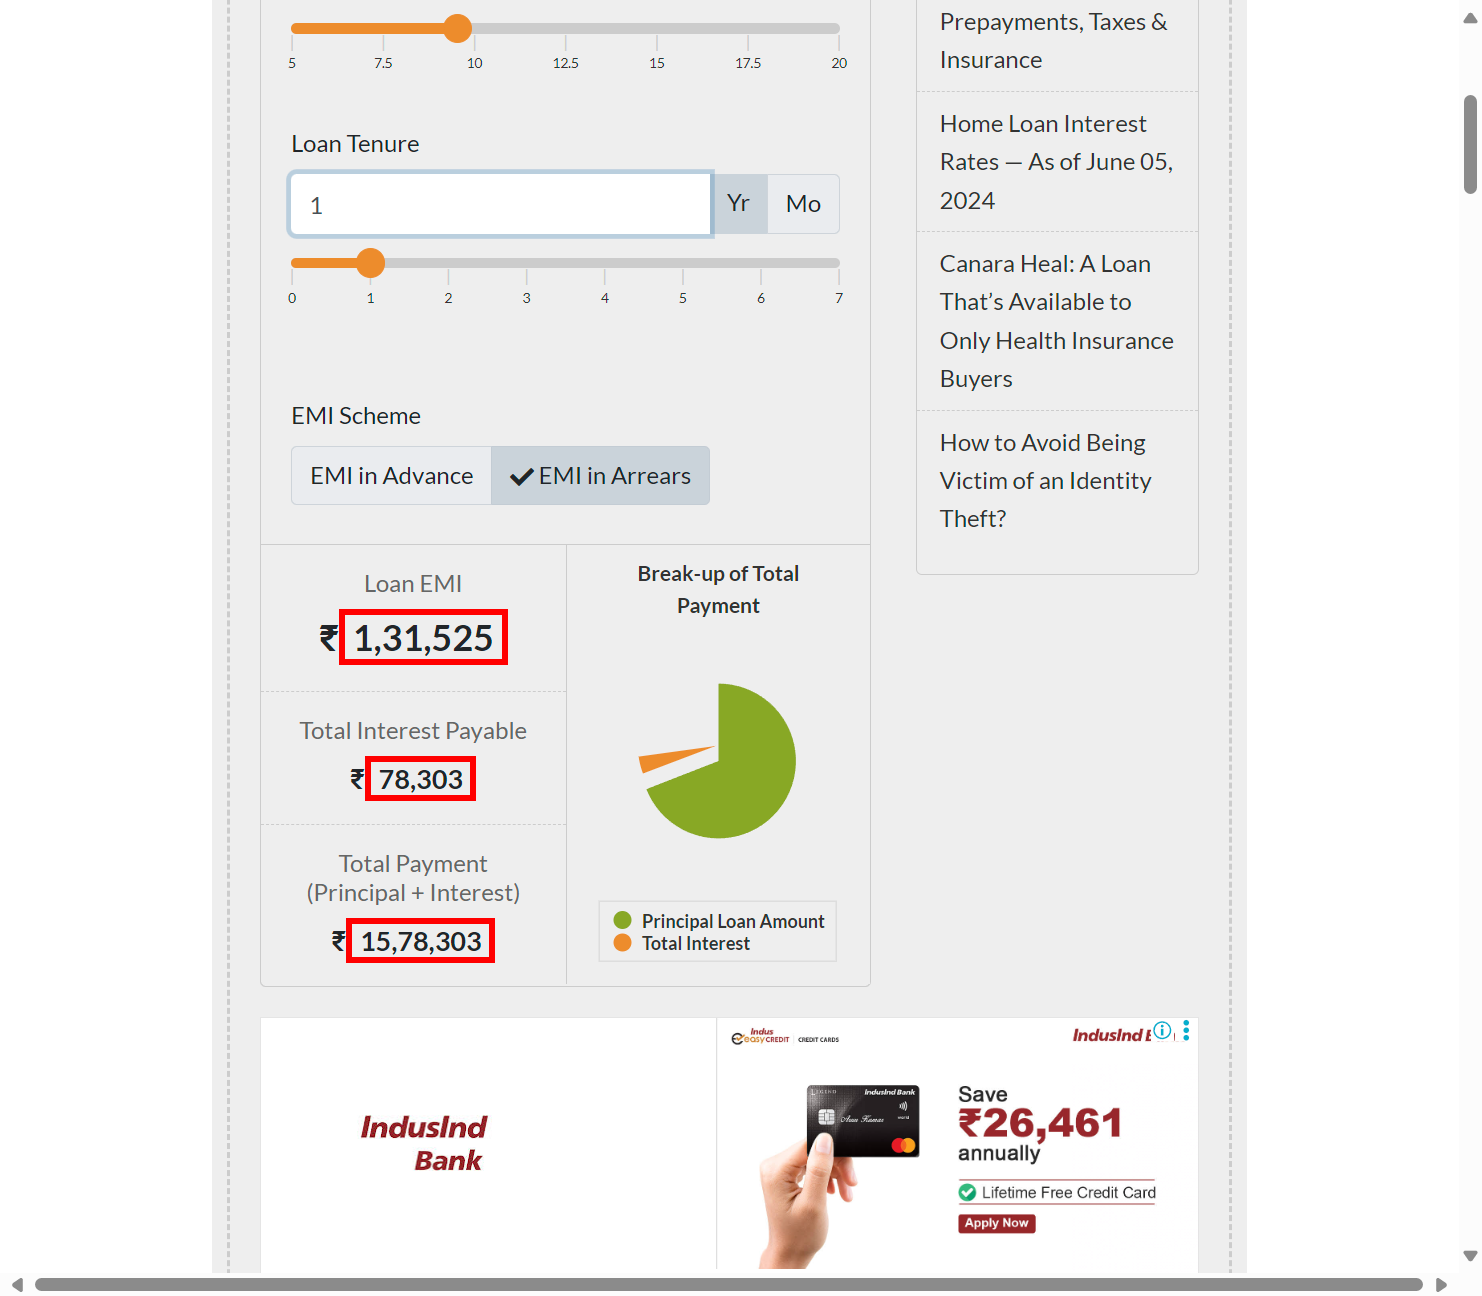 5 7.5 10 12.5 15 17.5 20
Loan Tenure
1 Yr Mo
0 1 2 3 4 5 6 7
EMI Scheme
EMI in Advance EMI in Arrears
Loan EMI
₹ 1,31,525
Total Interest Payable
₹ 78,303
Total Payment
(Principal + Interest)
₹ 15,78,303
Break-up of Total
Payment
Principal Loan Amount
Total Interest
Prepayments, Taxes &
Insurance
Home Loan Interest
Rates — As of June 05,
2024
Canara Heal: A Loan
That’s Available to
Only Health Insurance
Buyers
How to Avoid Being
Victim of an Identity
Theft?
IndusInd
Bank
Indus
easyCREDIT | CREDIT CARDS
IndusInd
LEGEND IndusInd Bank
world
Save
₹26,461
annually
Lifetime Free Credit Card
Apply Now